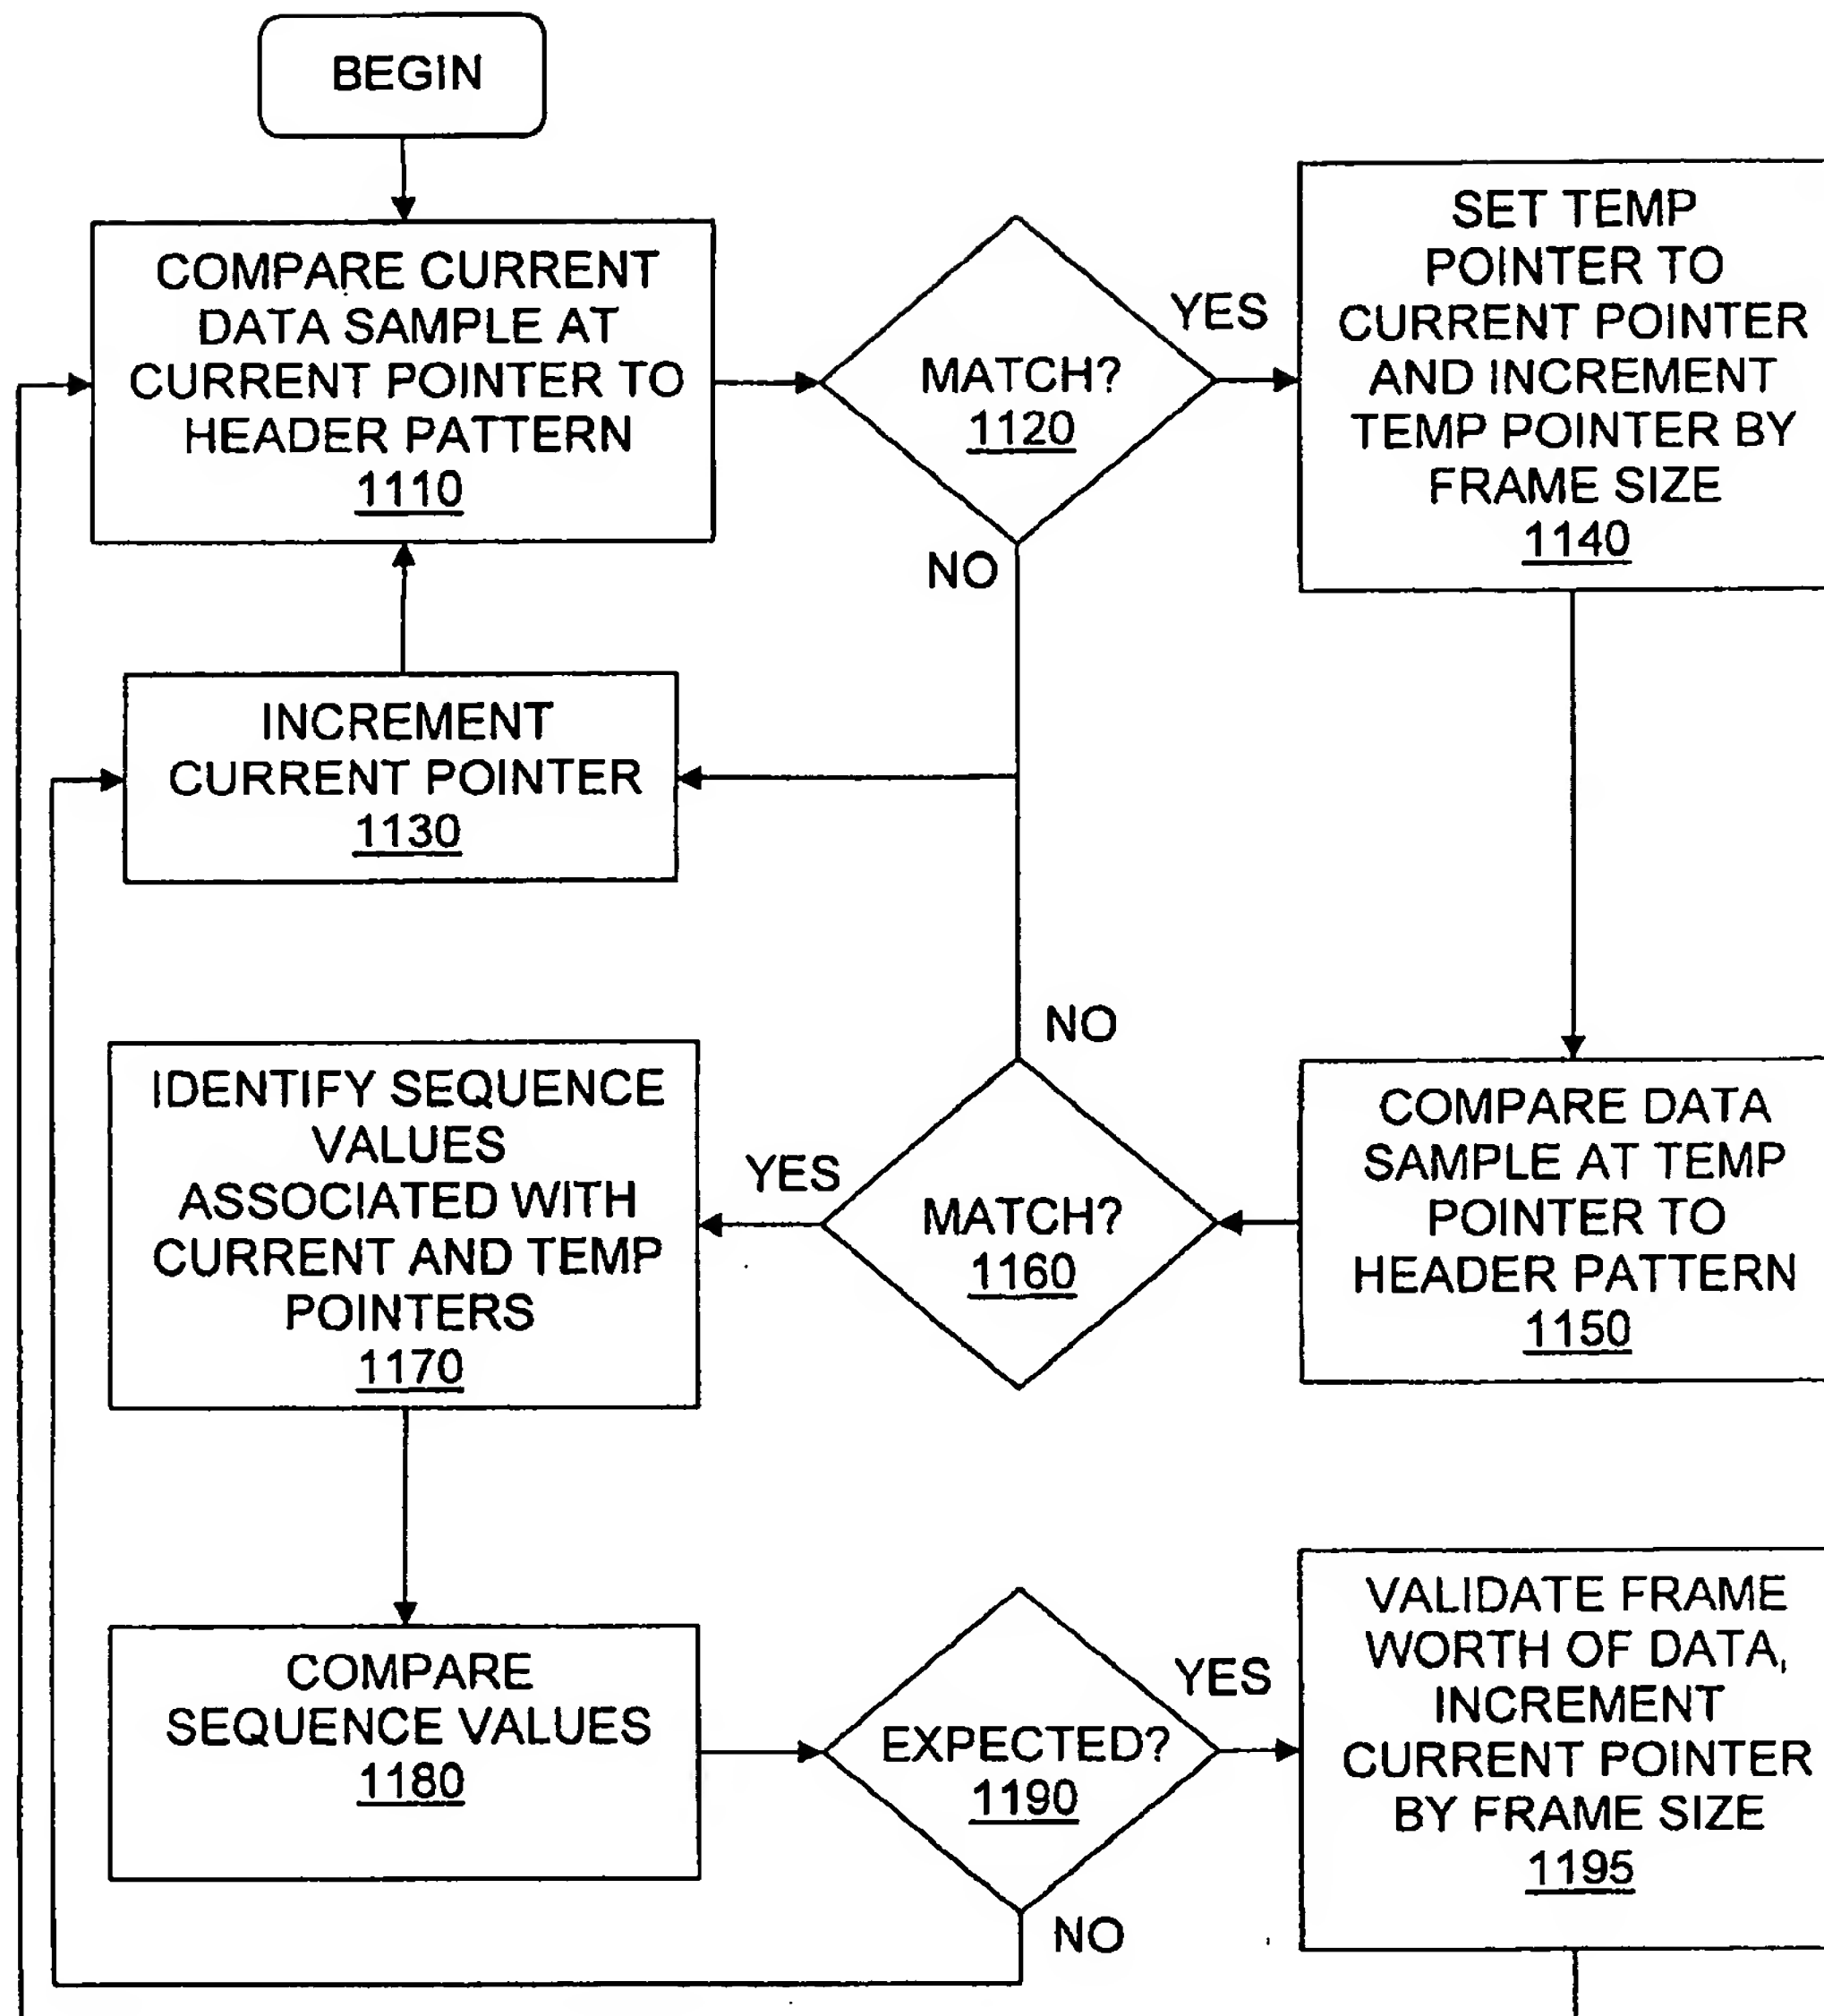 BEGIN
COMPARE CURRENT
DATA SAMPLE AT
CURRENT POINTER TO
HEADER PATTERN
1110
MATCH?
1120
YES
NO
SET TEMP
POINTER TO
CURRENT POINTER
AND INCREMENT
TEMP POINTER BY
FRAME SIZE
1140
INCREMENT
CURRENT POINTER
1130
NO
IDENTIFY SEQUENCE
VALUES
ASSOCIATED WITH
CURRENT AND TEMP
POINTERS
1170
YES
MATCH?
1160
COMPARE DATA
SAMPLE AT TEMP
POINTER TO
HEADER PATTERN
1150
COMPARE
SEQUENCE VALUES
1180
EXPECTED?
1190
YES
NO
VALIDATE FRAME
WORTH OF DATA,
INCREMENT
CURRENT POINTER
BY FRAME SIZE
1195